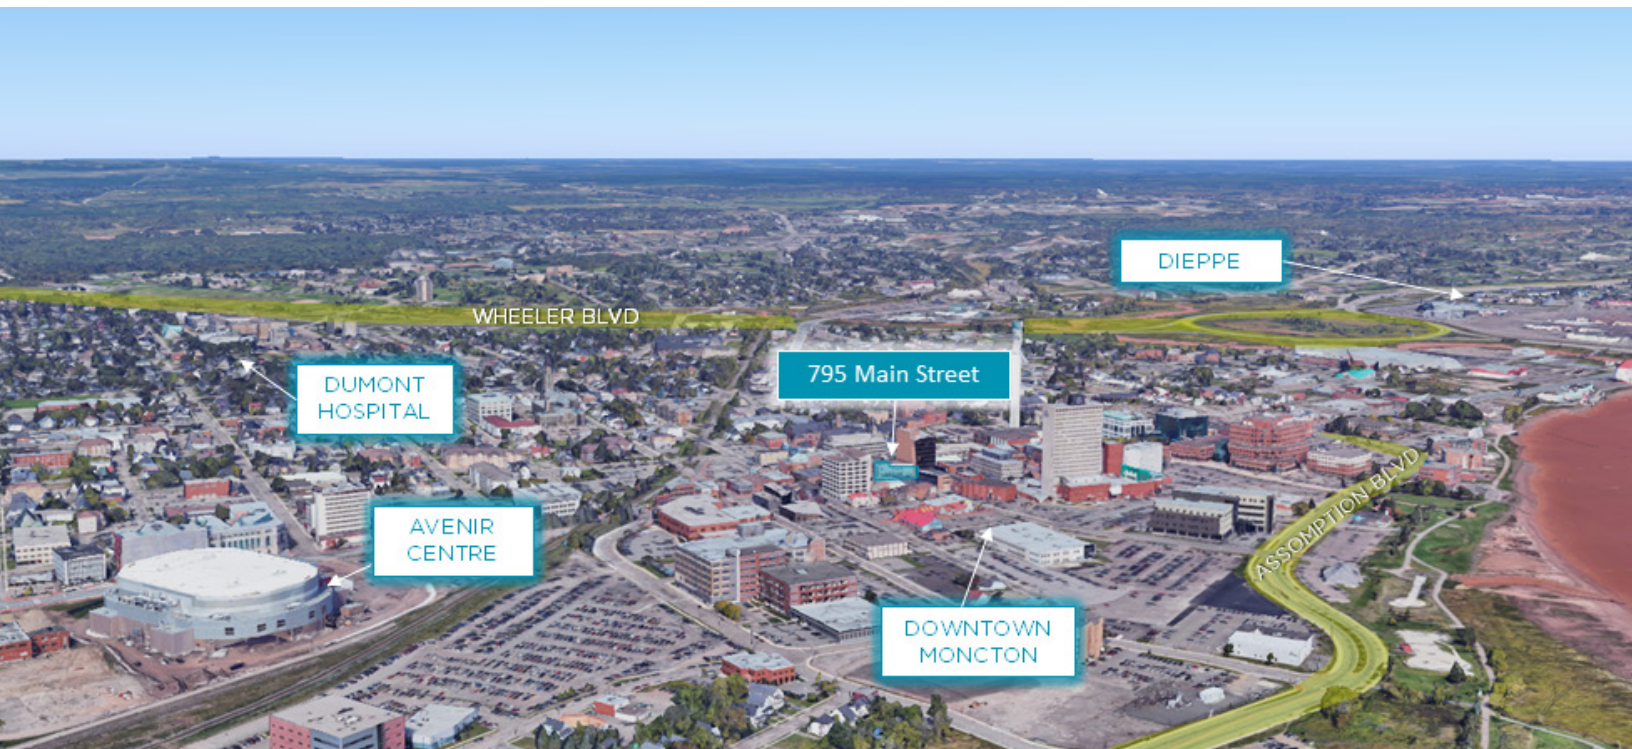 DIEPPE
WHEELER BLVD
795 Main Street
DUMONT
HOSPITAL
ASSOMPTION BLVD
AVENIR
CENTRE
DOWNTOWN
MONCTON